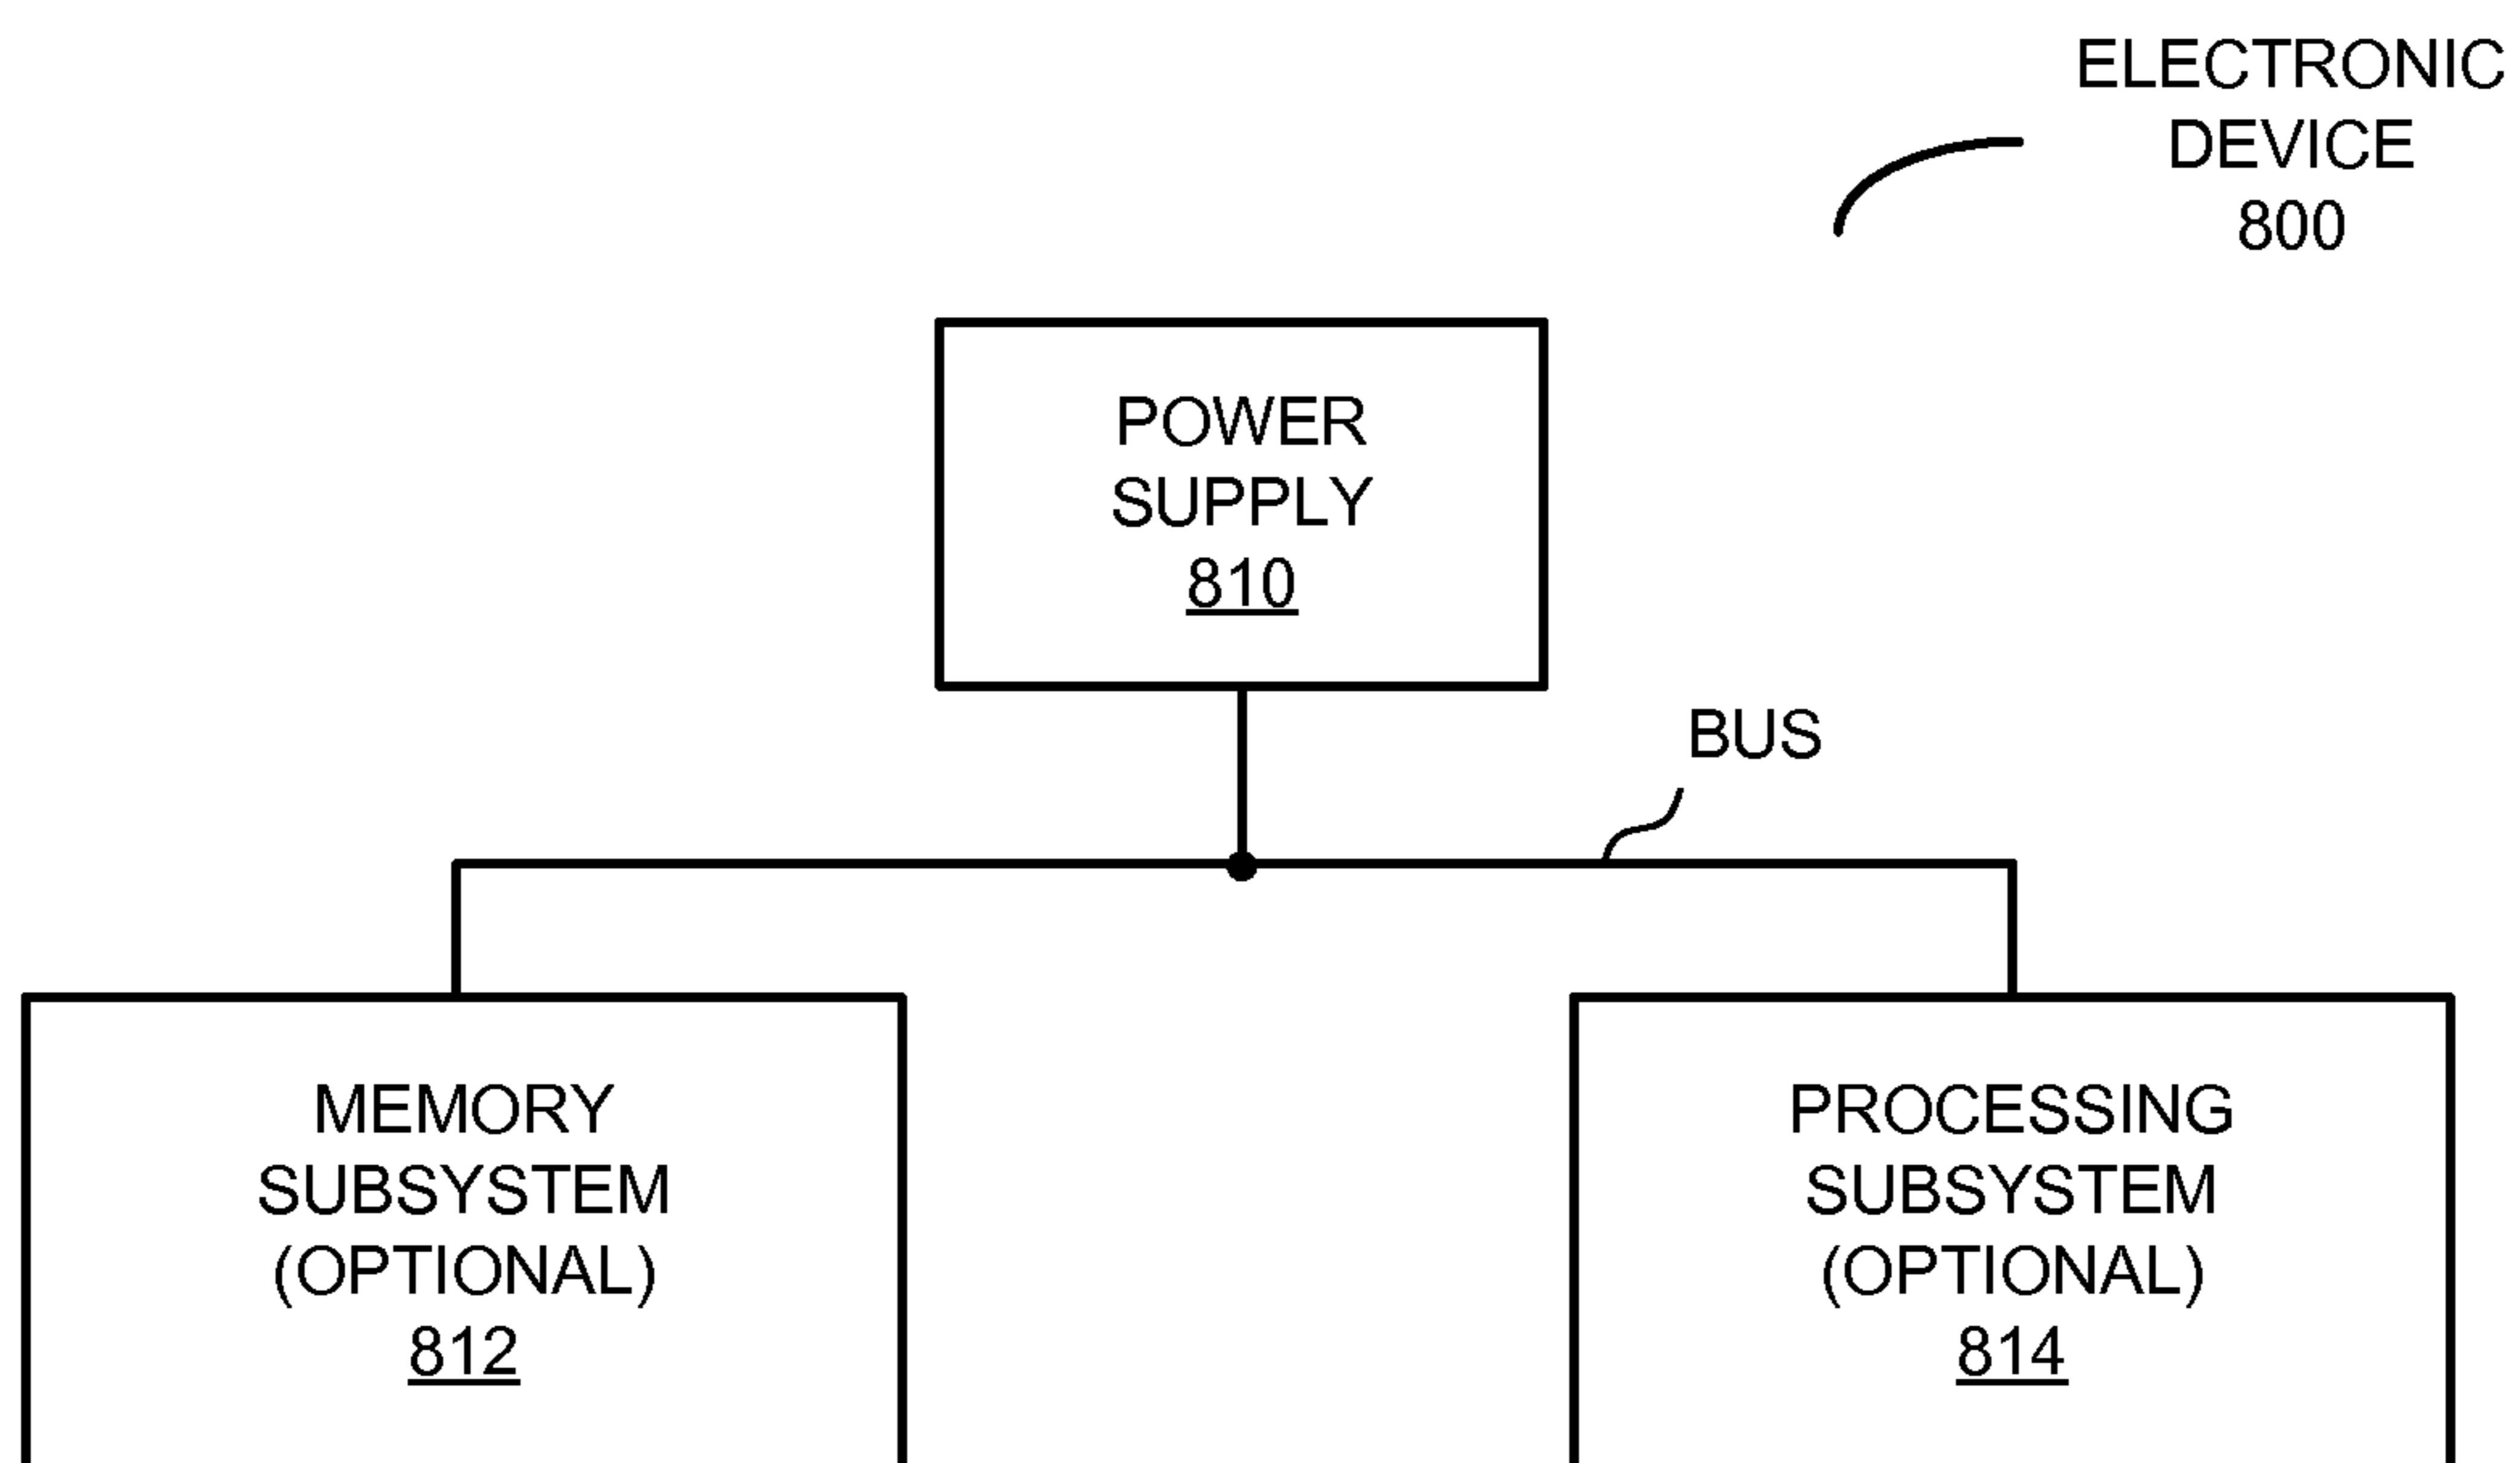 ELECTRONIC
DEVICE
800
POWER
SUPPLY
810
BUS
MEMORY
SUBSYSTEM
(OPTIONAL)
812
PROCESSING
SUBSYSTEM
(OPTIONAL)
814